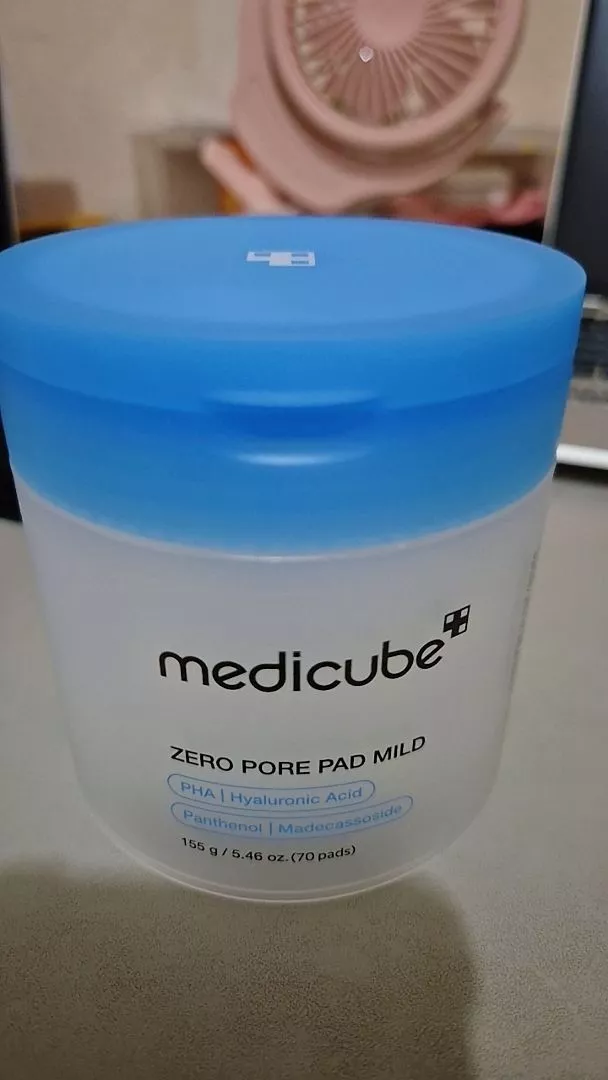 medicube
ZERO PORE PAD MILD
PHA | Hyaluronic Acid
Panthenol | Madecassoside
155 g / 5.46 oz. (70 pads)